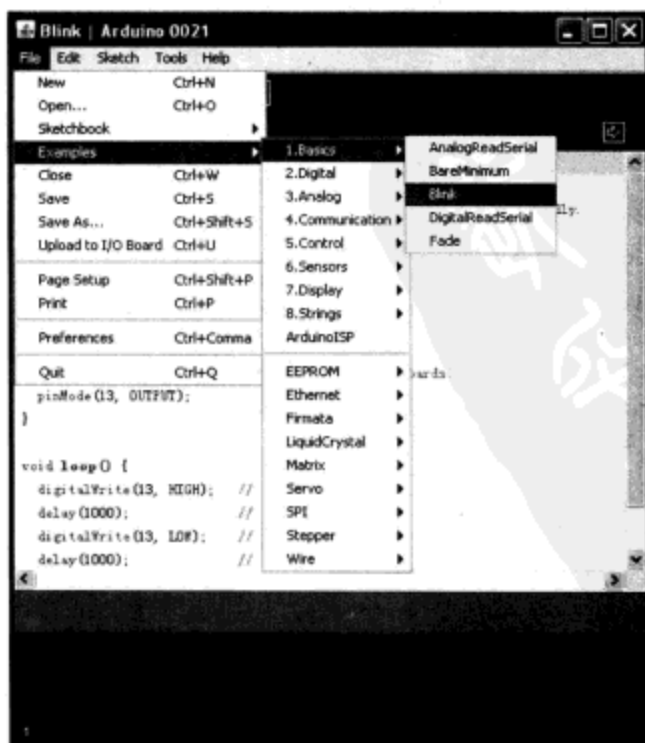 Blink | Arduino 0021
File Edit Sketch Tools Help
New Ctrl+N
Open... Ctrl+O
Sketchbook
Examples
Close Ctrl+W
Save Ctrl+S
Save As... Ctrl+Shift+S
Upload to I/O Board Ctrl+U
Page Setup Ctrl+Shift+P
Print Ctrl+P
Preferences Ctrl+Comma
Quit Ctrl+Q
1.Basics
2.Digital
3.Analog
4.Communication
5.Control
6.Sensors
7.Display
8.Strings
ArduinoISP
EEPROM
Ethernet
Firmata
LiquidCrystal
Matrix
Servo
SPI
Stepper
Wire
AnalogReadSerial
BareMinimum
Blink
DigitalReadSerial
Fade
pinMode(13, OUTPUT);
}
void loop() {
digitalWrite(13, HIGH); //
delay(1000); //
digitalWrite(13, LOW); //
delay(1000); //
1